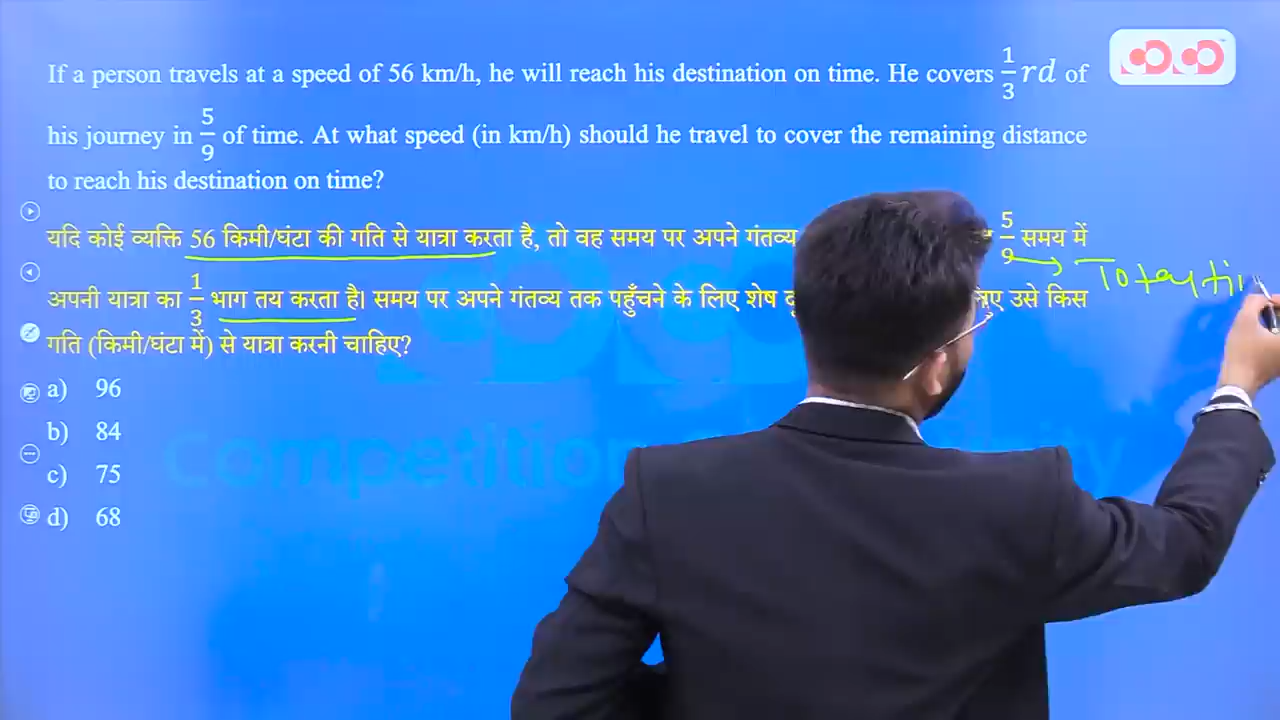 If a person travels at a speed of 56 km/h, he will reach his destination on time. He covers 1/3 rd of
his journey in 5/9 of time. At what speed (in km/h) should he travel to cover the remaining distance
to reach his destination on time?
यदि कोई व्यक्ति 56 किमी/घंटा की गति से यात्रा करता है, तो वह समय पर अपने गंतव्य 5/9 समय में
Total ti
अपनी यात्रा का 1/3 भाग तय करता है। समय पर अपने गंतव्य तक पहुँचने के लिए शेष उसे किस
गति (किमी/घंटा में) से यात्रा करनी चाहिए?
a) 96
b) 84
c) 75
d) 68
Competition